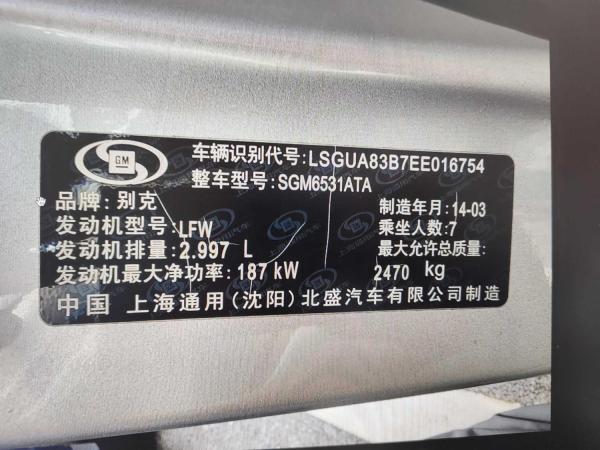 GM
车辆识别代号:LSGUA83B7EE016754
整车型号:SGM6531ATA
品牌: 别克
制造年月:14-03
发动机型号:LFW
乘坐人数:7
发动机排量:2.997 L
最大允许总质量:
发动机最大净功率:187 kW
2470 kg
中国 上海通用(沈阳)北盛汽车有限公司制造